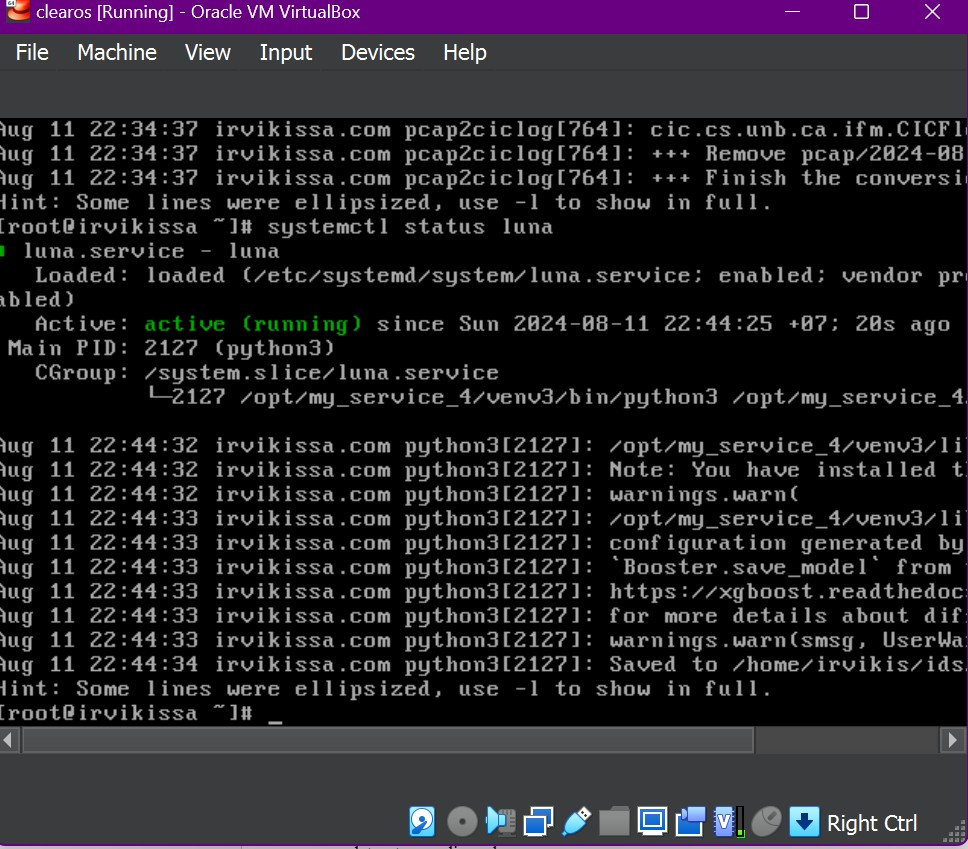 clearos [Running] - Oracle VM VirtualBox
File Machine View Input Devices Help
Aug 11 22:34:37 irvikissa.com pcap2ciclog[764]: cic.cs.unb.ca.ifm.CICFl
Aug 11 22:34:37 irvikissa.com pcap2ciclog[764]: +++ Remove pcap/2024-08
Aug 11 22:34:37 irvikissa.com pcap2ciclog[764]: +++ Finish the conversi
Hint: Some lines were ellipsized, use -l to show in full.
[root@irvikissa ~]# systemctl status luna
luna.service - luna
Loaded: loaded (/etc/systemd/system/luna.service; enabled; vendor pr
abled)
Active: active (running) since Sun 2024-08-11 22:44:25 +07; 20s ago
Main PID: 2127 (python3)
CGroup: /system.slice/luna.service
└─2127 /opt/my_service_4/venv3/bin/python3 /opt/my_service_4
Aug 11 22:44:32 irvikissa.com python3[2127]: /opt/my_service_4/venv3/li
Aug 11 22:44:32 irvikissa.com python3[2127]: Note: You have installed t
Aug 11 22:44:32 irvikissa.com python3[2127]: warnings.warn(
Aug 11 22:44:33 irvikissa.com python3[2127]: /opt/my_service_4/venv3/li
Aug 11 22:44:33 irvikissa.com python3[2127]: configuration generated by
Aug 11 22:44:33 irvikissa.com python3[2127]: `Booster.save_model` from
Aug 11 22:44:33 irvikissa.com python3[2127]: https://xgboost.readthedoc
Aug 11 22:44:33 irvikissa.com python3[2127]: for more details about dif
Aug 11 22:44:33 irvikissa.com python3[2127]: warnings.warn(smsg, UserWa
Aug 11 22:44:34 irvikissa.com python3[2127]: Saved to /home/irvikis/ids
Hint: Some lines were ellipsized, use -l to show in full.
[root@irvikissa ~]# _
Right Ctrl